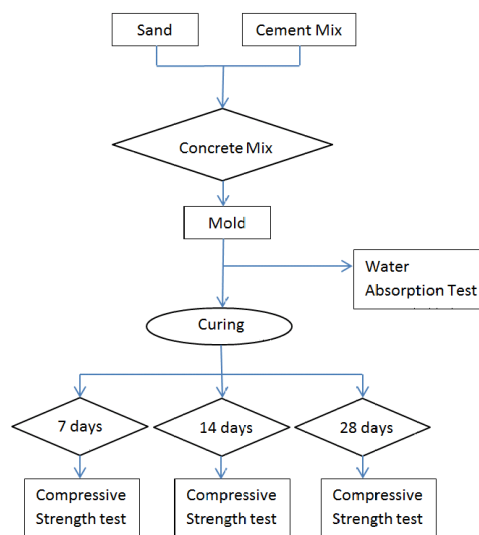 Sand
Cement Mix
Concrete Mix
Mold
Water
Absorption Test
Curing
7 days
14 days
28 days
Compressive
Strength test
Compressive
Strength test
Compressive
Strength test